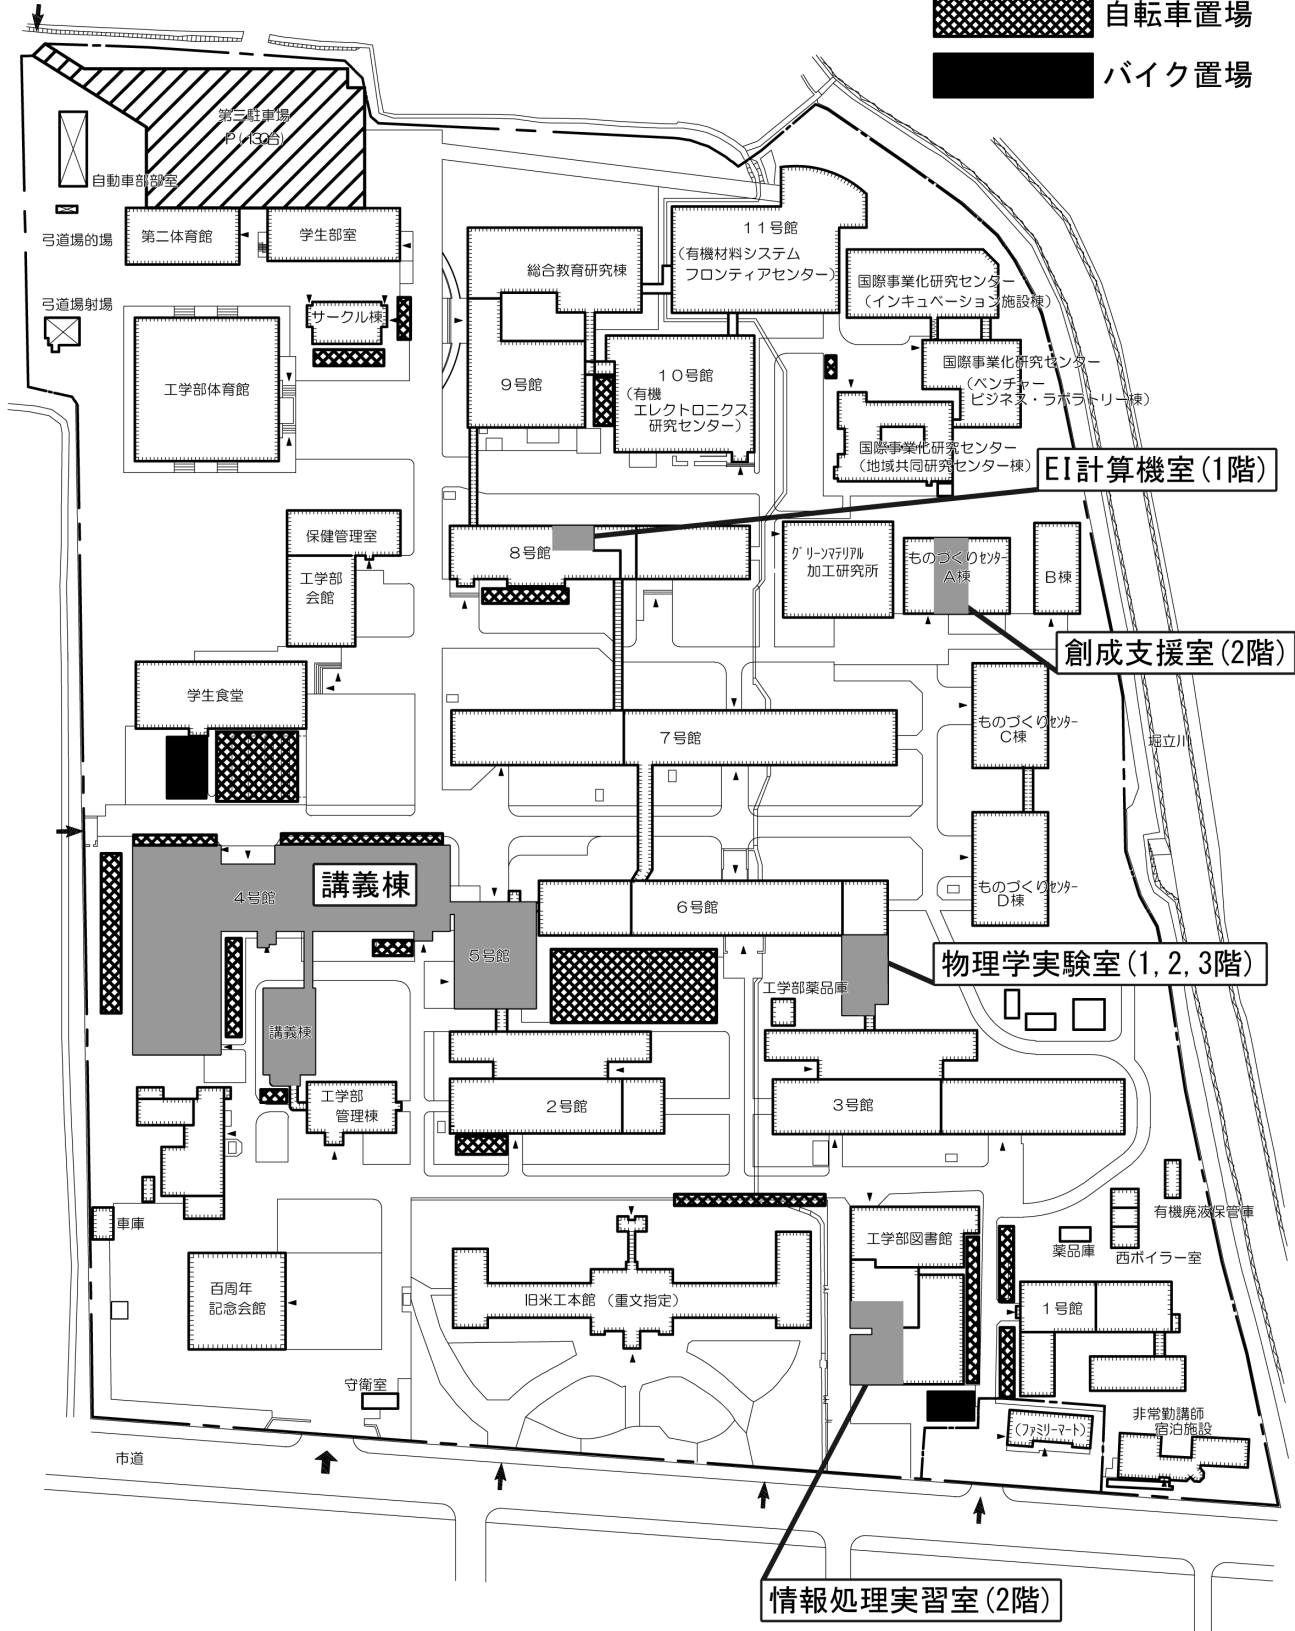 自転車置場
バイク置場
第三駐車場
P(130台)
自動車部部室
弓道場的場
第二体育館
学生部室
弓道場射場
サークル棟
工学部体育館
総合教育研究棟
11号館
(有機材料システム
フロンティアセンター)
国際事業化研究センター
(インキュベーション施設棟)
9号館
10号館
(有機
エレクトロニクス
研究センター)
国際事業化研究センター
(ベンチャー
ビジネス・ラボラトリー棟)
国際事業化研究センター
(地域共同研究センター棟)
EI計算機室(1階)
保健管理室
工学部
会館
8号館
グリーンマテリアル
加工研究所
ものづくりセンター
A棟
B棟
創成支援室(2階)
学生食堂
7号館
ものづくりセンター
C棟
堀立川
4号館
講義棟
6号館
ものづくりセンター
D棟
5号館
物理学実験室(1,2,3階)
工学部薬品庫
講義棟
工学部
管理棟
2号館
3号館
車庫
有機廃液保管庫
薬品庫
西ボイラー室
工学部図書館
百周年
記念会館
旧米工本館 (重文指定)
1号館
守衛室
非常勤講師
宿泊施設
(ファミリーマート)
市道
情報処理実習室(2階)